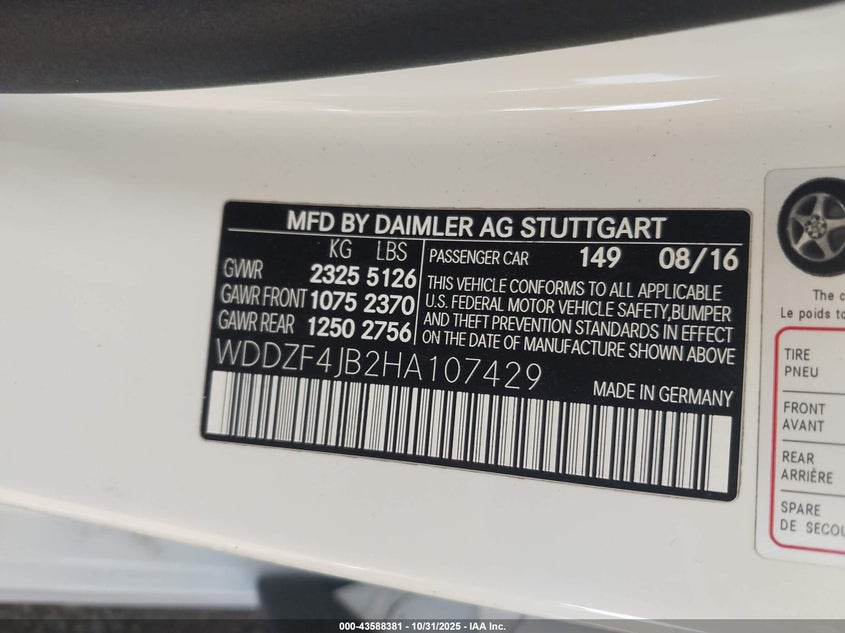 MFD BY DAIMLER AG STUTTGART
KG LBS
GVWR 2325 5126
GAWR FRONT 1075 2370
GAWR REAR 1250 2756
PASSENGER CAR 149 08/16
THIS VEHICLE CONFORMS TO ALL APPLICABLE
U.S. FEDERAL MOTOR VEHICLE SAFETY,BUMPER
AND THEFT PREVENTION STANDARDS IN EFFECT
ON THE DATE OF MANUFACTURE SHOWN ABOVE
WDDZF4JB2HA107429
MADE IN GERMANY
The
Le poids
TIRE
PNEU
FRONT
AVANT
REAR
ARRIÈRE
SPARE
DE
000-43588381 - 10/31/2025 - IAA Inc.